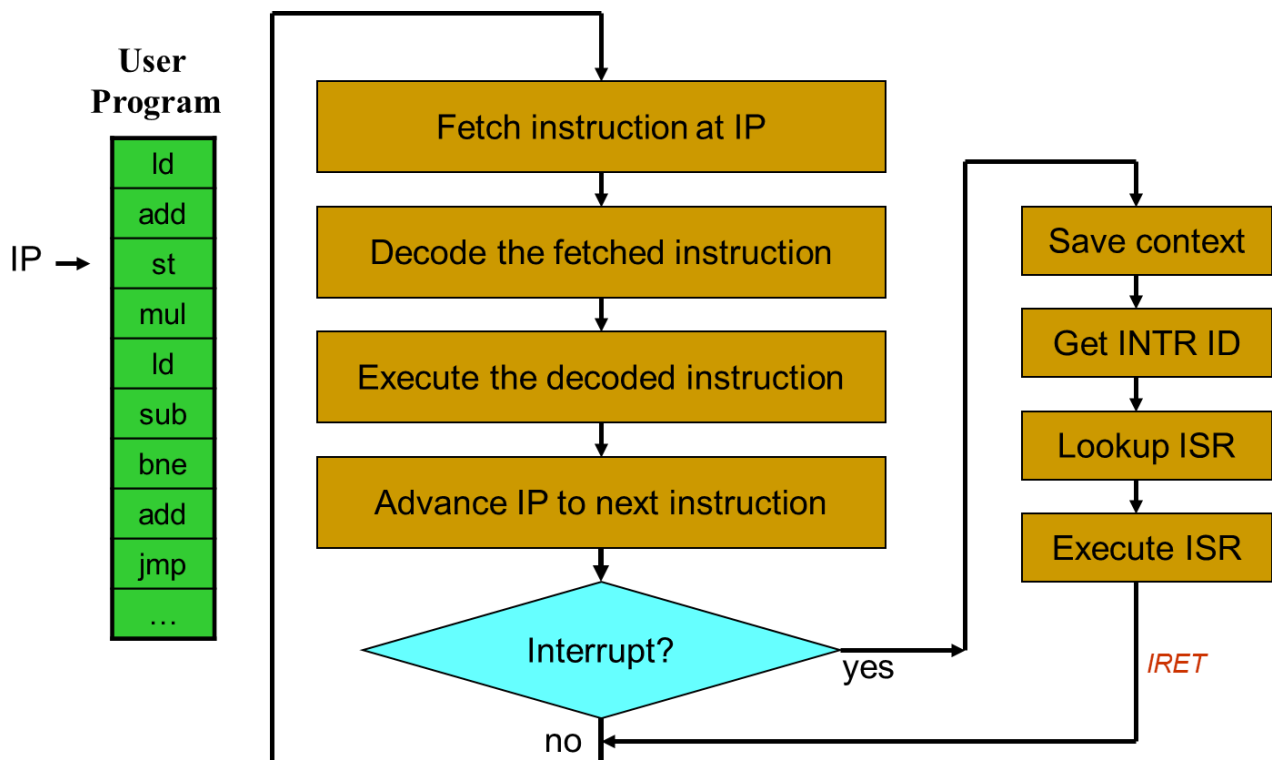 User
Program
ld
add
IP
st
mul
ld
sub
bne
add
jmp
...
Fetch instruction at IP
Decode the fetched instruction
Execute the decoded instruction
Advance IP to next instruction
Interrupt?
yes
no
Save context
Get INTR ID
Lookup ISR
Execute ISR
IRET